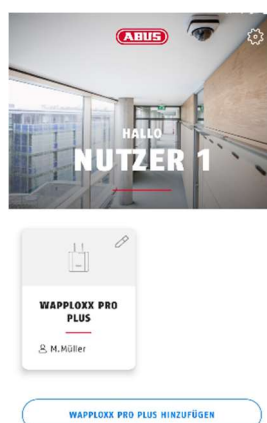 ABUS
HALLO
NUTZER 1
WAPPLOXX PRO
PLUS
M.Müller
WAPPLOXX PRO PLUS HINZUFÜGEN